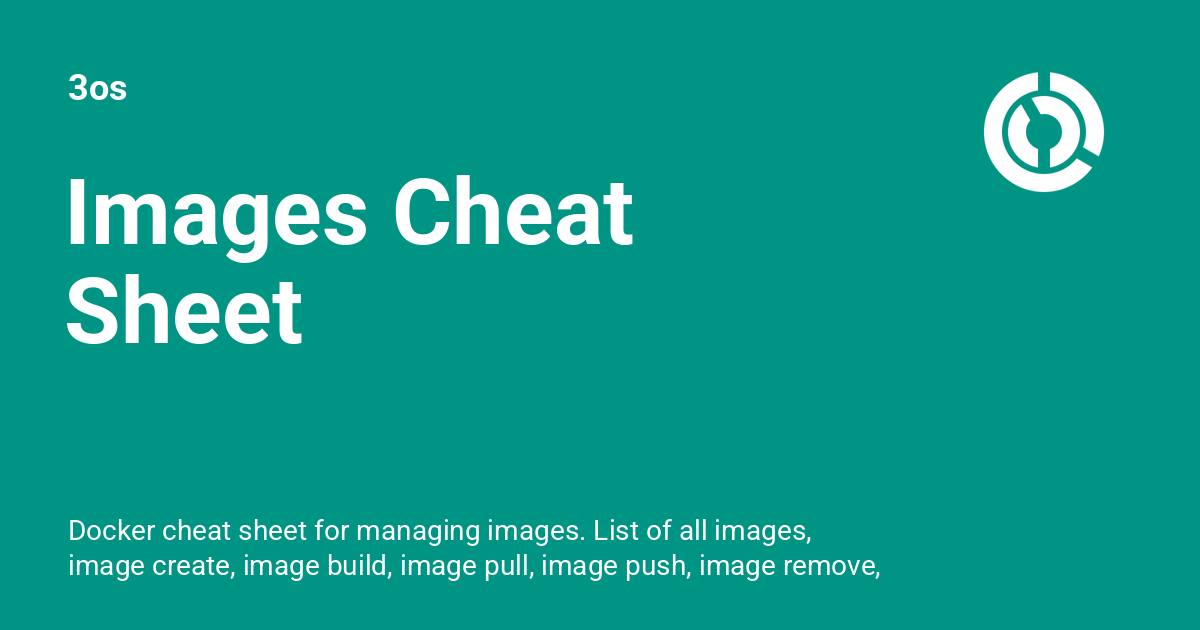 3os
Images Cheat
Sheet
Docker cheat sheet for managing images. List of all images,
image create, image build, image pull, image push, image remove,